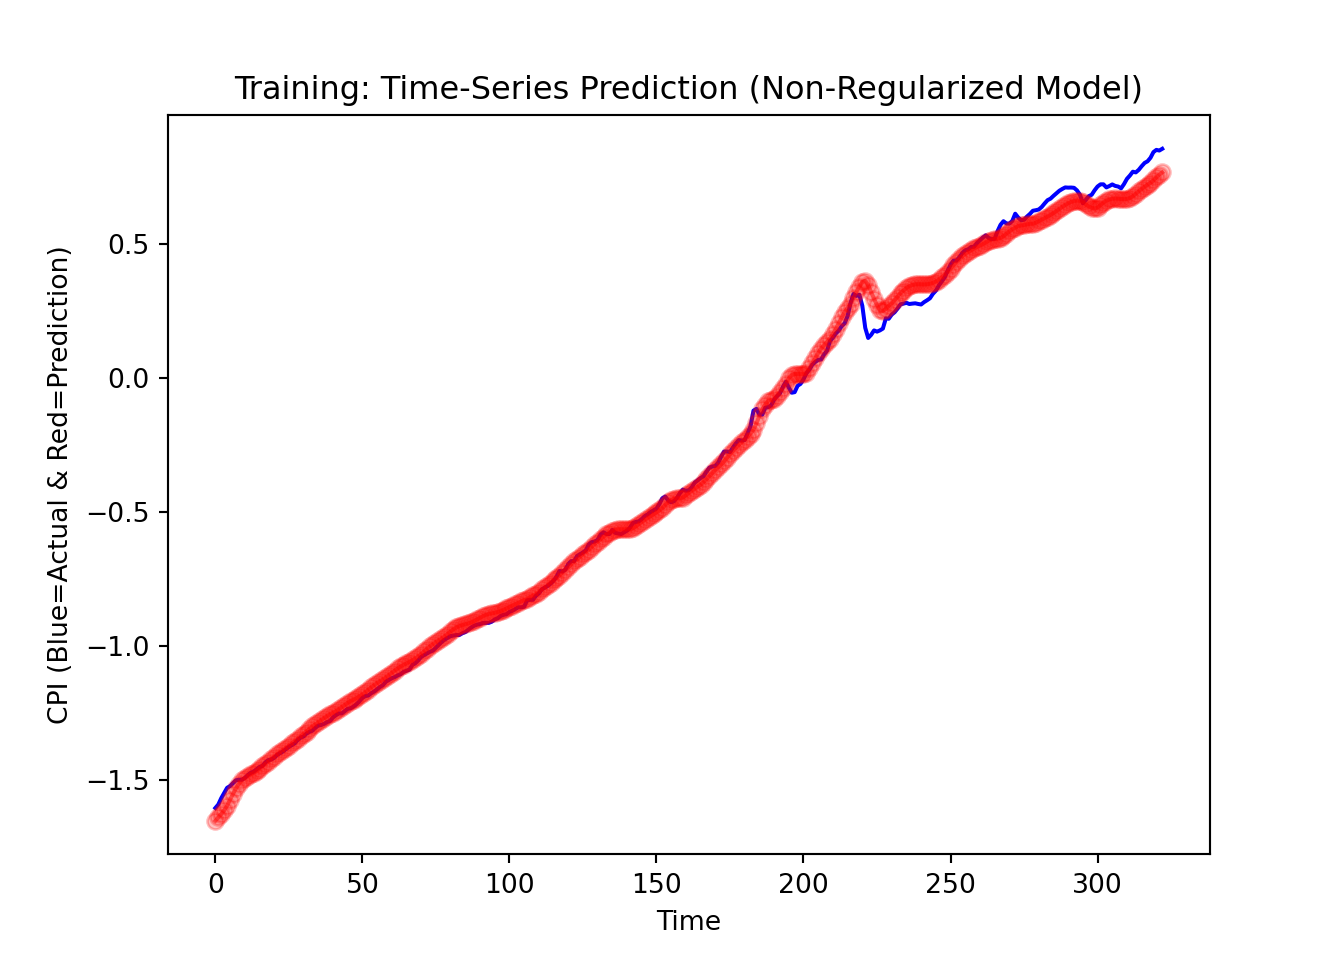 Training: Time-Series Prediction (Non-Regularized Model)
CPI (Blue=Actual & Red=Prediction)
0.5
0.0
−0.5
−1.0
−1.5
0 50 100 150 200 250 300
Time